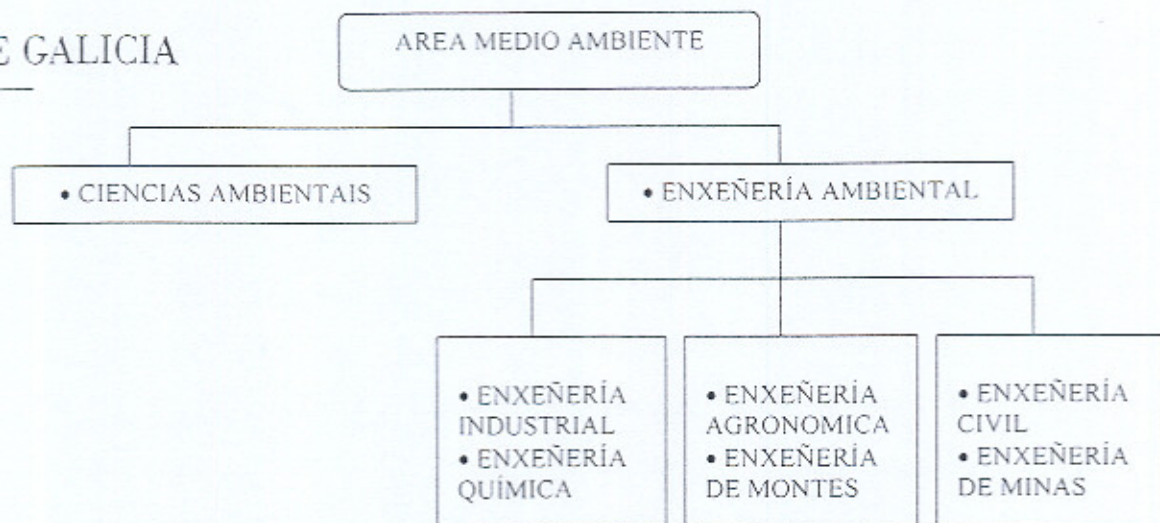 E GALICIA
AREA MEDIO AMBIENTE
• CIENCIAS AMBIENTAIS
• ENXEÑERÍA AMBIENTAL
• ENXEÑERÍA
INDUSTRIAL
• ENXEÑERÍA
QUÍMICA
• ENXEÑERÍA
AGRONOMICA
• ENXEÑERÍA
DE MONTES
• ENXEÑERÍA
CIVIL
• ENXEÑERÍA
DE MINAS